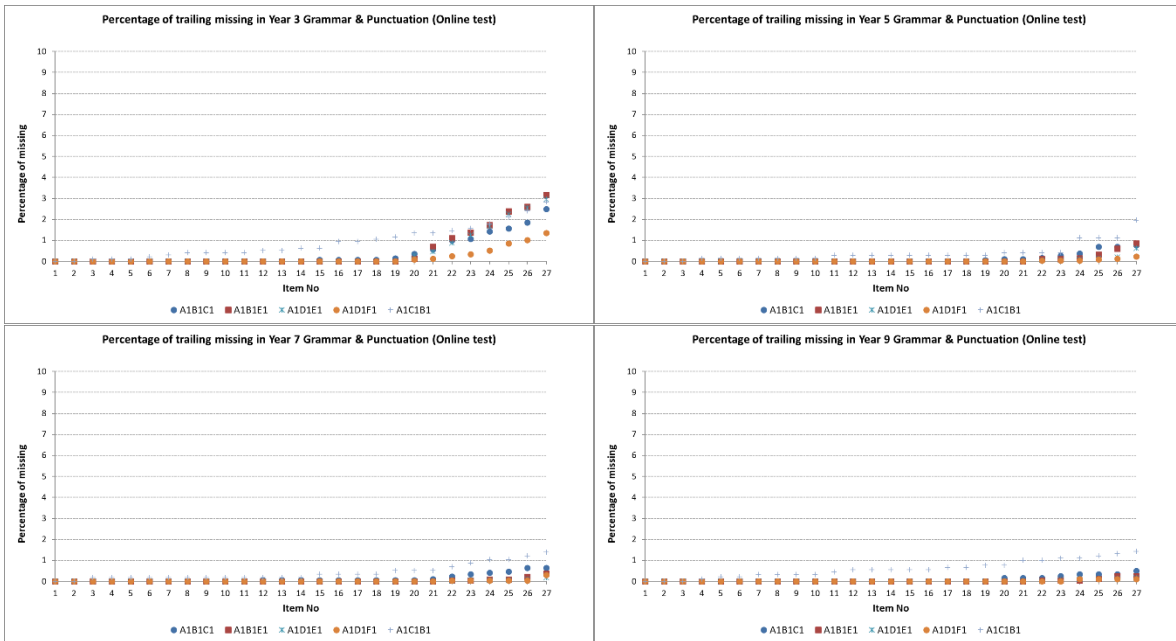 Percentage of trailing missing in Year 3 Grammar & Punctuation (Online test)
Percentage of missing
10
9
8
7
6
5
4
3
2
1
0
1 2 3 4 5 6 7 8 9 10 11 12 13 14 15 16 17 18 19 20 21 22 23 24 25 26 27
Item No
A1B1C1 A1B1E1 A1D1E1 A1D1F1 A1C1B1
Percentage of trailing missing in Year 5 Grammar & Punctuation (Online test)
Percentage of missing
10
9
8
7
6
5
4
3
2
1
0
1 2 3 4 5 6 7 8 9 10 11 12 13 14 15 16 17 18 19 20 21 22 23 24 25 26 27
Item No
A1B1C1 A1B1E1 A1D1E1 A1D1F1 A1C1B1
Percentage of trailing missing in Year 7 Grammar & Punctuation (Online test)
Percentage of missing
10
9
8
7
6
5
4
3
2
1
0
1 2 3 4 5 6 7 8 9 10 11 12 13 14 15 16 17 18 19 20 21 22 23 24 25 26 27
Item No
A1B1C1 A1B1E1 A1D1E1 A1D1F1 A1C1B1
Percentage of trailing missing in Year 9 Grammar & Punctuation (Online test)
Percentage of missing
10
9
8
7
6
5
4
3
2
1
0
1 2 3 4 5 6 7 8 9 10 11 12 13 14 15 16 17 18 19 20 21 22 23 24 25 26 27
Item No
A1B1C1 A1B1E1 A1D1E1 A1D1F1 A1C1B1